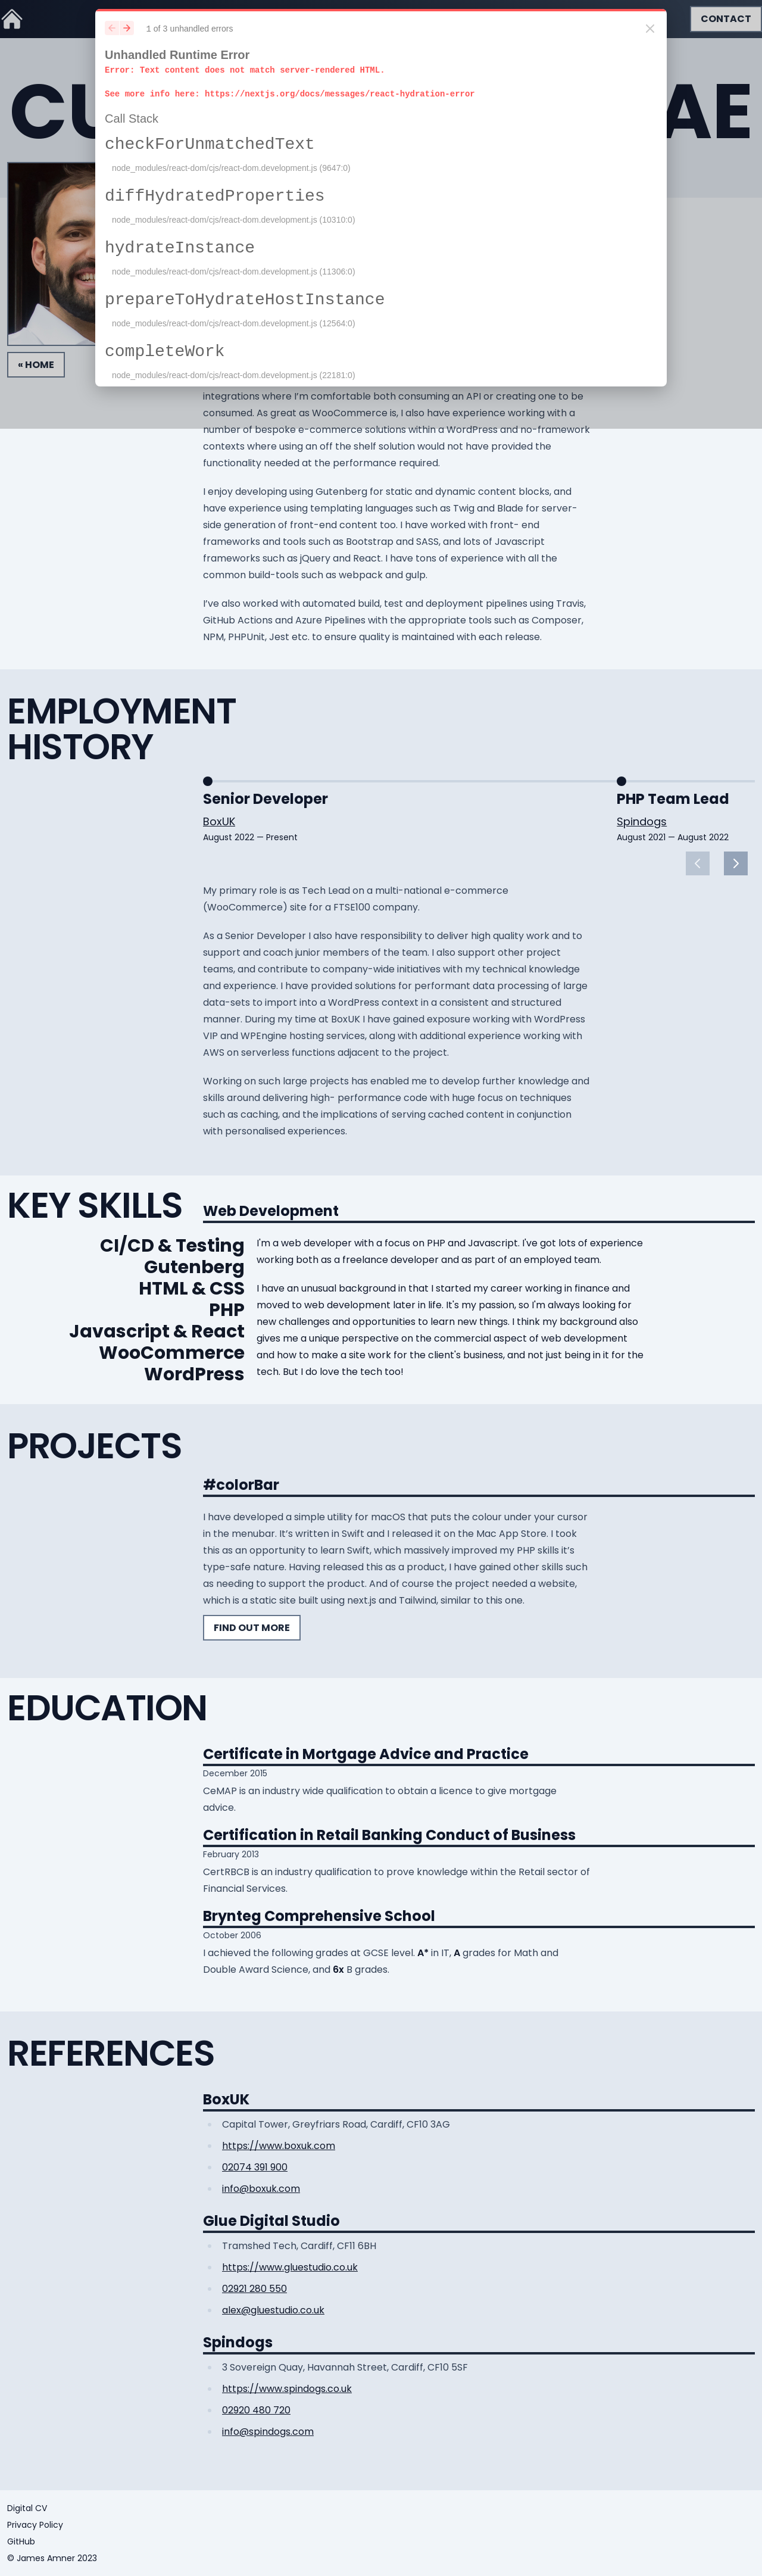 CONTACT
1 of 3 unhandled errors
Unhandled Runtime Error
Error: Text content does not match server-rendered HTML.
See more info here: https://nextjs.org/docs/messages/react-hydration-error
Call Stack
checkForUnmatchedText
node_modules/react-dom/cjs/react-dom.development.js (9647:0)
diffHydratedProperties
node_modules/react-dom/cjs/react-dom.development.js (10310:0)
hydrateInstance
node_modules/react-dom/cjs/react-dom.development.js (11306:0)
prepareToHydrateHostInstance
node_modules/react-dom/cjs/react-dom.development.js (12564:0)
completeWork
node_modules/react-dom/cjs/react-dom.development.js (22181:0)
CU AE
« HOME
integrations where I’m comfortable both consuming an API or creating one to be
consumed. As great as WooCommerce is, I also have experience working with a
number of bespoke e-commerce solutions within a WordPress and no-framework
contexts where using an off the shelf solution would not have provided the
functionality needed at the performance required.
I enjoy developing using Gutenberg for static and dynamic content blocks, and
have experience using templating languages such as Twig and Blade for server-
side generation of front-end content too. I have worked with front- end
frameworks and tools such as Bootstrap and SASS, and lots of Javascript
frameworks such as jQuery and React. I have tons of experience with all the
common build-tools such as webpack and gulp.
I’ve also worked with automated build, test and deployment pipelines using Travis,
GitHub Actions and Azure Pipelines with the appropriate tools such as Composer,
NPM, PHPUnit, Jest etc. to ensure quality is maintained with each release.
EMPLOYMENT
HISTORY
Senior Developer
BoxUK
August 2022 — Present
PHP Team Lead
Spindogs
August 2021 — August 2022
My primary role is as Tech Lead on a multi-national e-commerce
(WooCommerce) site for a FTSE100 company.
As a Senior Developer I also have responsibility to deliver high quality work and to
support and coach junior members of the team. I also support other project
teams, and contribute to company-wide initiatives with my technical knowledge
and experience. I have provided solutions for performant data processing of large
data-sets to import into a WordPress context in a consistent and structured
manner. During my time at BoxUK I have gained exposure working with WordPress
VIP and WPEngine hosting services, along with additional experience working with
AWS on serverless functions adjacent to the project.
Working on such large projects has enabled me to develop further knowledge and
skills around delivering high- performance code with huge focus on techniques
such as caching, and the implications of serving cached content in conjunction
with personalised experiences.
KEY SKILLS
Web Development
CI/CD & Testing
Gutenberg
HTML & CSS
PHP
Javascript & React
WooCommerce
WordPress
I'm a web developer with a focus on PHP and Javascript. I've got lots of experience
working both as a freelance developer and as part of an employed team.
I have an unusual background in that I started my career working in finance and
moved to web development later in life. It's my passion, so I'm always looking for
new challenges and opportunities to learn new things. I think my background also
gives me a unique perspective on the commercial aspect of web development
and how to make a site work for the client's business, and not just being in it for the
tech. But I do love the tech too!
PROJECTS
#colorBar
I have developed a simple utility for macOS that puts the colour under your cursor
in the menubar. It’s written in Swift and I released it on the Mac App Store. I took
this as an opportunity to learn Swift, which massively improved my PHP skills it’s
type-safe nature. Having released this as a product, I have gained other skills such
as needing to support the product. And of course the project needed a website,
which is a static site built using next.js and Tailwind, similar to this one.
FIND OUT MORE
EDUCATION
Certificate in Mortgage Advice and Practice
December 2015
CeMAP is an industry wide qualification to obtain a licence to give mortgage
advice.
Certification in Retail Banking Conduct of Business
February 2013
CertRBCB is an industry qualification to prove knowledge within the Retail sector of
Financial Services.
Brynteg Comprehensive School
October 2006
I achieved the following grades at GCSE level. A* in IT, A grades for Math and
Double Award Science, and 6x B grades.
REFERENCES
BoxUK
Capital Tower, Greyfriars Road, Cardiff, CF10 3AG
https://www.boxuk.com
02074 391 900
info@boxuk.com
Glue Digital Studio
Tramshed Tech, Cardiff, CF11 6BH
https://www.gluestudio.co.uk
02921 280 550
alex@gluestudio.co.uk
Spindogs
3 Sovereign Quay, Havannah Street, Cardiff, CF10 5SF
https://www.spindogs.co.uk
02920 480 720
info@spindogs.com
Digital CV
Privacy Policy
GitHub
© James Amner 2023